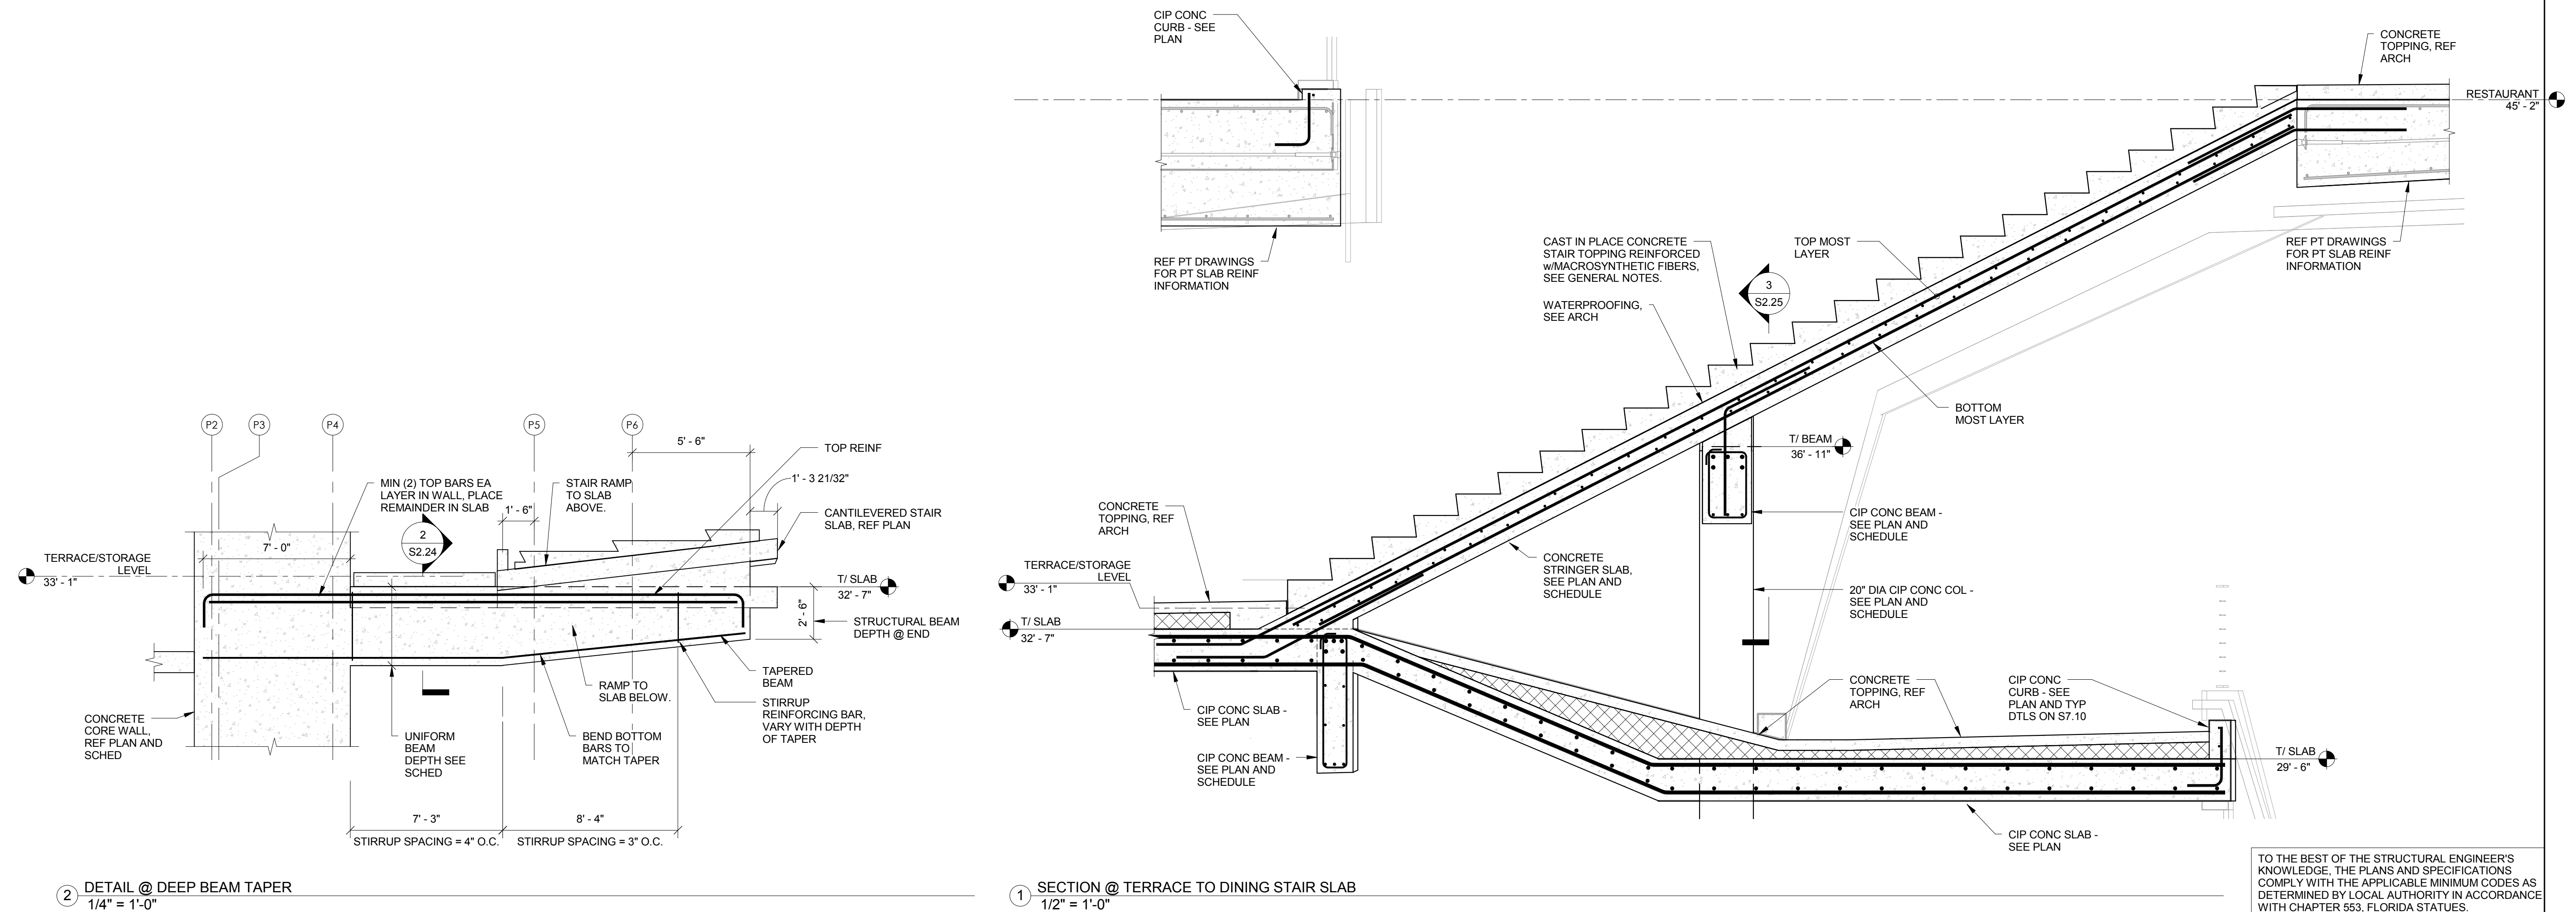 CIP CONC
CURB - SEE
PLAN
REF PT DRAWINGS
FOR PT SLAB REINF
INFORMATION
CONCRETE
TOPPING, REF
ARCH
RESTAURANT
45' - 2"
REF PT DRAWINGS
FOR PT SLAB REINF
INFORMATION
CAST IN PLACE CONCRETE
STAIR TOPPING REINFORCED
w/MACROSYNTHETIC FIBERS,
SEE GENERAL NOTES.
WATERPROOFING,
SEE ARCH
TOP MOST
LAYER
3
S2.25
BOTTOM
MOST LAYER
T/ BEAM
36' - 11"
CIP CONC BEAM -
SEE PLAN AND
SCHEDULE
20" DIA CIP CONC COL -
SEE PLAN AND
SCHEDULE
CONCRETE
STRINGER SLAB,
SEE PLAN AND
SCHEDULE
CONCRETE
TOPPING, REF
ARCH
TERRACE/STORAGE
LEVEL
33' - 1"
T/ SLAB
32' - 7"
CIP CONC SLAB -
SEE PLAN
CIP CONC BEAM -
SEE PLAN AND
SCHEDULE
CONCRETE
TOPPING, REF
ARCH
CIP CONC
CURB - SEE
PLAN AND TYP
DTLS ON S7.10
T/ SLAB
29' - 6"
CIP CONC SLAB -
SEE PLAN
1
SECTION @ TERRACE TO DINING STAIR SLAB
1/2" = 1'-0"
P2
P3
P4
P5
P6
5' - 6"
TOP REINF
1' - 3 21/32"
MIN (2) TOP BARS EA
LAYER IN WALL, PLACE
REMAINDER IN SLAB
STAIR RAMP
TO SLAB
ABOVE.
1' - 6"
CANTILEVERED STAIR
SLAB, REF PLAN
2
S2.24
7' - 0"
TERRACE/STORAGE
LEVEL
33' - 1"
T/ SLAB
32' - 7"
2' - 6"
STRUCTURAL BEAM
DEPTH @ END
TAPERED
BEAM
RAMP TO
SLAB BELOW.
STIRRUP
REINFORCING BAR,
VARY WITH DEPTH
OF TAPER
CONCRETE
CORE WALL,
REF PLAN AND
SCHED
UNIFORM
BEAM
DEPTH SEE
SCHED
BEND BOTTOM
BARS TO
MATCH TAPER
7' - 3"
8' - 4"
STIRRUP SPACING = 4" O.C.
STIRRUP SPACING = 3" O.C.
2
DETAIL @ DEEP BEAM TAPER
1/4" = 1'-0"
TO THE BEST OF THE STRUCTURAL ENGINEER'S
KNOWLEDGE, THE PLANS AND SPECIFICATIONS
COMPLY WITH THE APPLICABLE MINIMUM CODES AS
DETERMINED BY LOCAL AUTHORITY IN ACCORDANCE
WITH CHAPTER 553, FLORIDA STATUES.